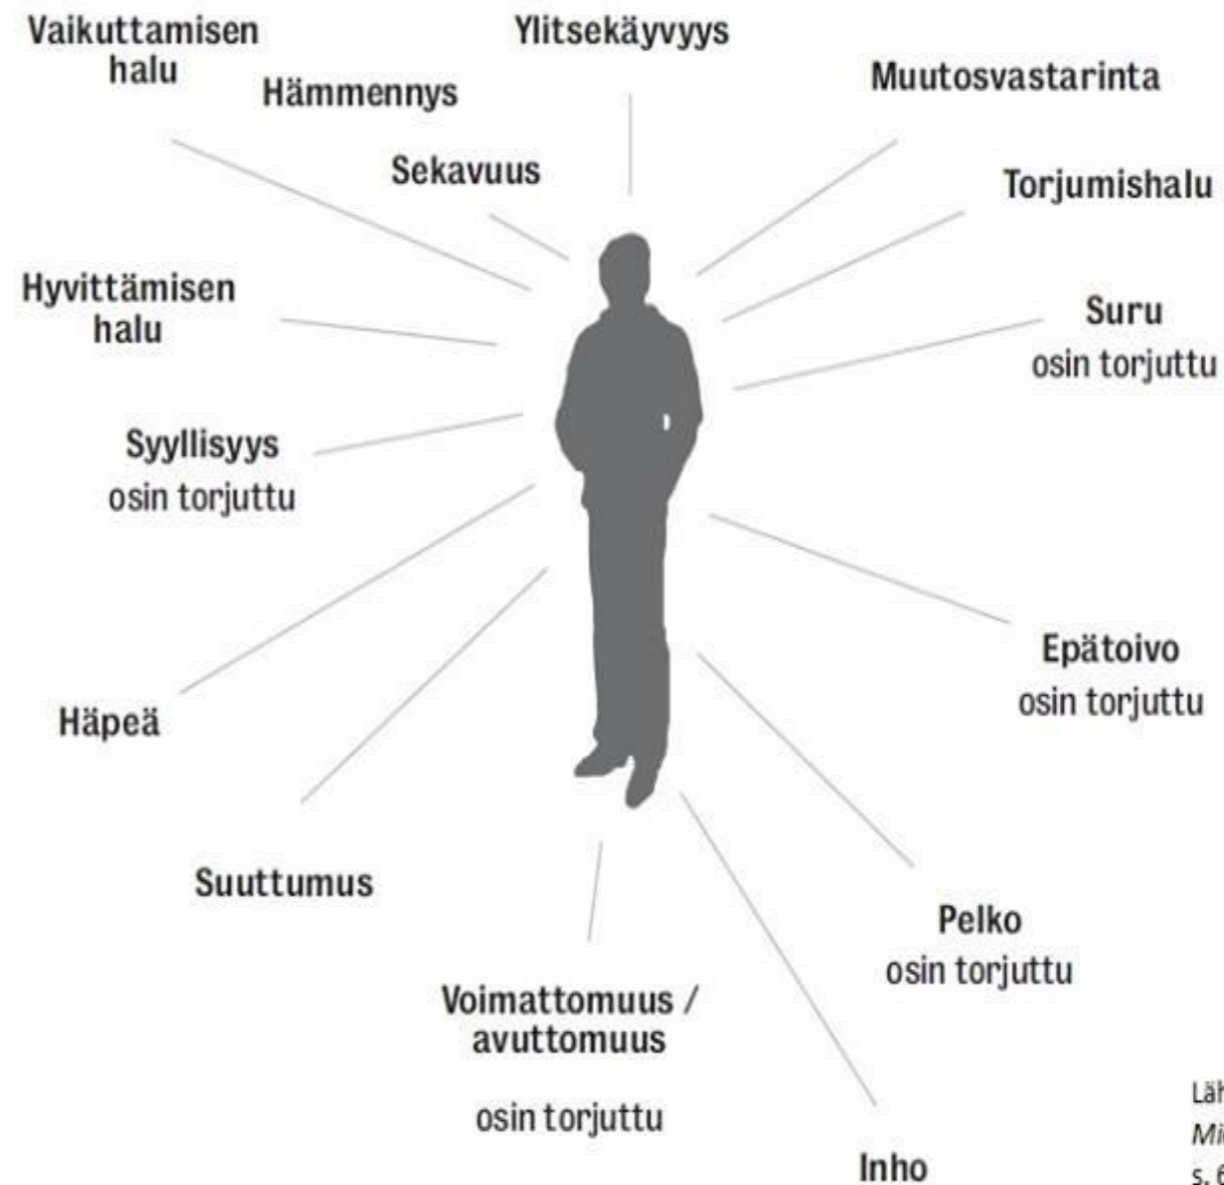 Vaikuttamisen
halu
Hämmennys
Sekavuus
Ylitsekäyvyys
Muutosvastarinta
Torjumishalu
Hyvittämisen
halu
Suru
osin torjuttu
Syyllisyys
osin torjuttu
Epätoivo
osin torjuttu
Häpeä
Suuttumus
Pelko
osin torjuttu
Voimattomuus /
avuttomuus
osin torjuttu
Inho
s. 6